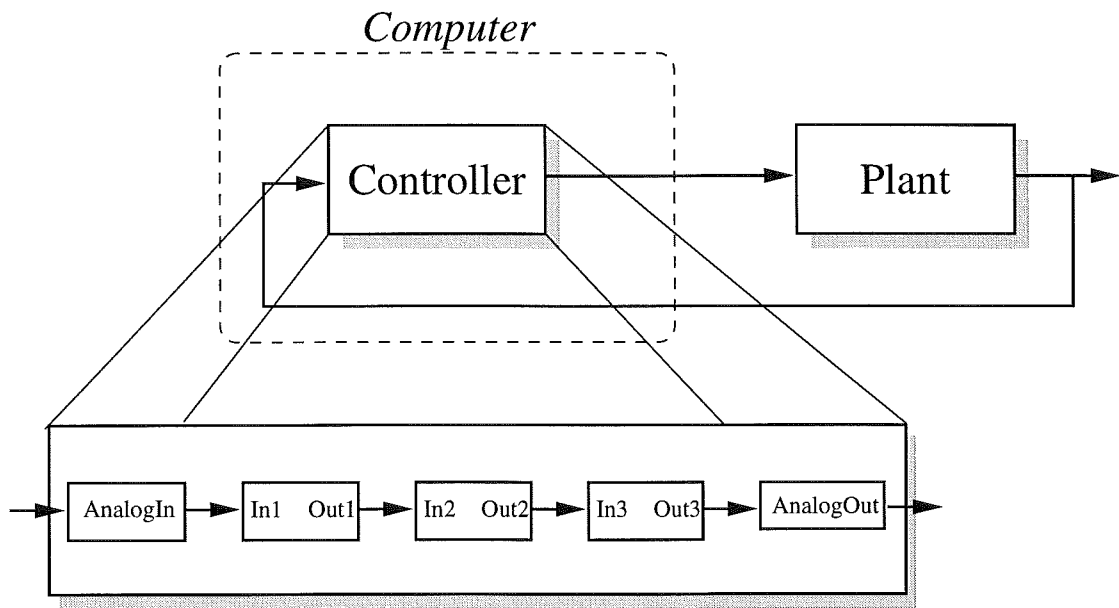 Computer
Controller
Plant
AnalogIn
In1 Out1
In2 Out2
In3 Out3
AnalogOut